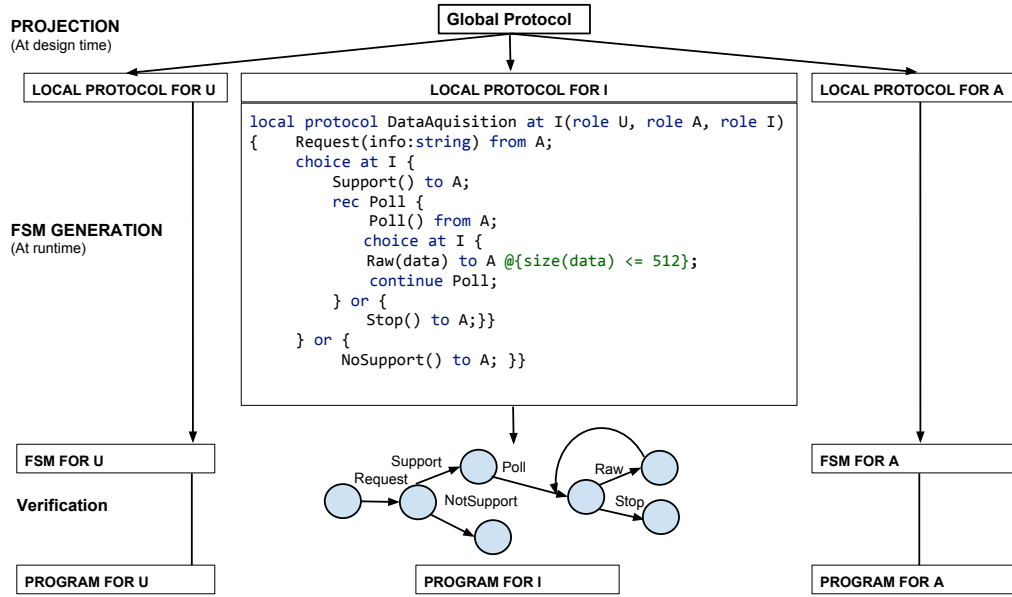 PROJECTION
(At design time)
Global Protocol
LOCAL PROTOCOL FOR U
LOCAL PROTOCOL FOR I
LOCAL PROTOCOL FOR A
local protocol DataAquisition at I(role U, role A, role I)
{ Request(info:string) from A;
choice at I {
Support() to A;
rec Poll {
Poll() from A;
choice at I {
Raw(data) to A @{size(data) <= 512};
continue Poll;
} or {
Stop() to A;}}
} or {
NoSupport() to A; }}
FSM GENERATION
(At runtime)
FSM FOR U
FSM FOR A
Support
Poll
Raw
Request
NotSupport
Stop
Verification
PROGRAM FOR U
PROGRAM FOR I
PROGRAM FOR A